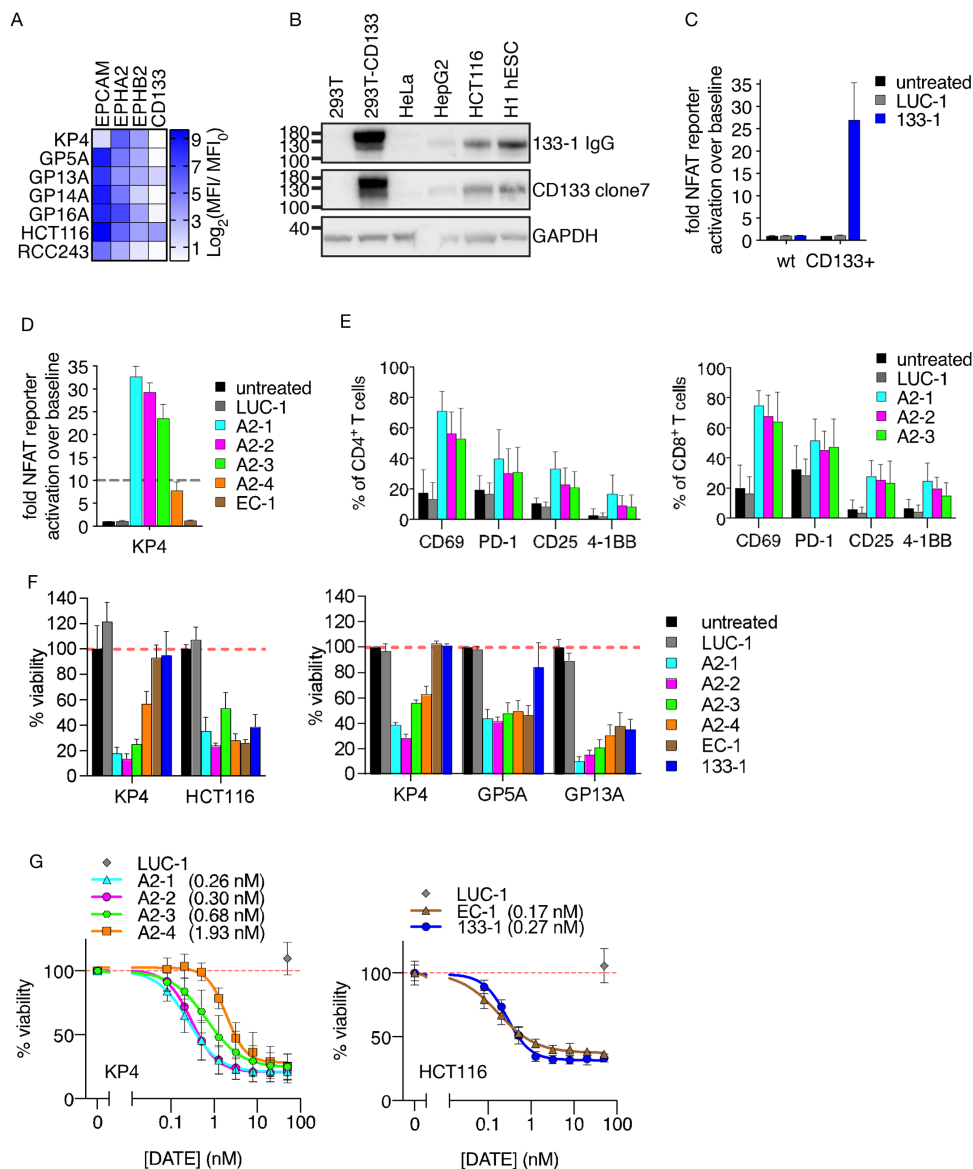 A
EPCAM
EPHA2
EPHB2
CD133
KP4
GP5A
GP13A
GP14A
GP16A
HCT116
RCC243
9
7
5
3
1
Log2(MFI/ MFI0)
B
293T
293T-CD133
HeLa
HepG2
HCT116
H1 hESC
180
130
100
133-1 IgG
180
130
100
CD133 clone7
40
GAPDH
C
fold NFAT reporter
activation over baseline
35
30
25
20
15
10
5
0
wt CD133+
untreated
LUC-1
133-1
D
fold NFAT reporter
activation over baseline
35
30
25
20
15
10
5
0
KP4
untreated
LUC-1
A2-1
A2-2
A2-3
A2-4
EC-1
E
% of CD4+ T cells
100
80
60
40
20
0
CD69 PD-1 CD25 4-1BB
% of CD8+ T cells
100
80
60
40
20
0
CD69 PD-1 CD25 4-1BB
untreated
LUC-1
A2-1
A2-2
A2-3
F
% viability
140
120
100
80
60
40
20
0
KP4 HCT116
% viability
140
120
100
80
60
40
20
0
KP4 GP5A GP13A
untreated
LUC-1
A2-1
A2-2
A2-3
A2-4
EC-1
133-1
G
LUC-1
A2-1 (0.26 nM)
A2-2 (0.30 nM)
A2-3 (0.68 nM)
A2-4 (1.93 nM)
% viability
100
50
0
KP4
0 0.1 1 10 100
[DATE] (nM)
LUC-1
EC-1 (0.17 nM)
133-1 (0.27 nM)
% viability
100
50
0
HCT116
0 0.1 1 10 100
[DATE] (nM)